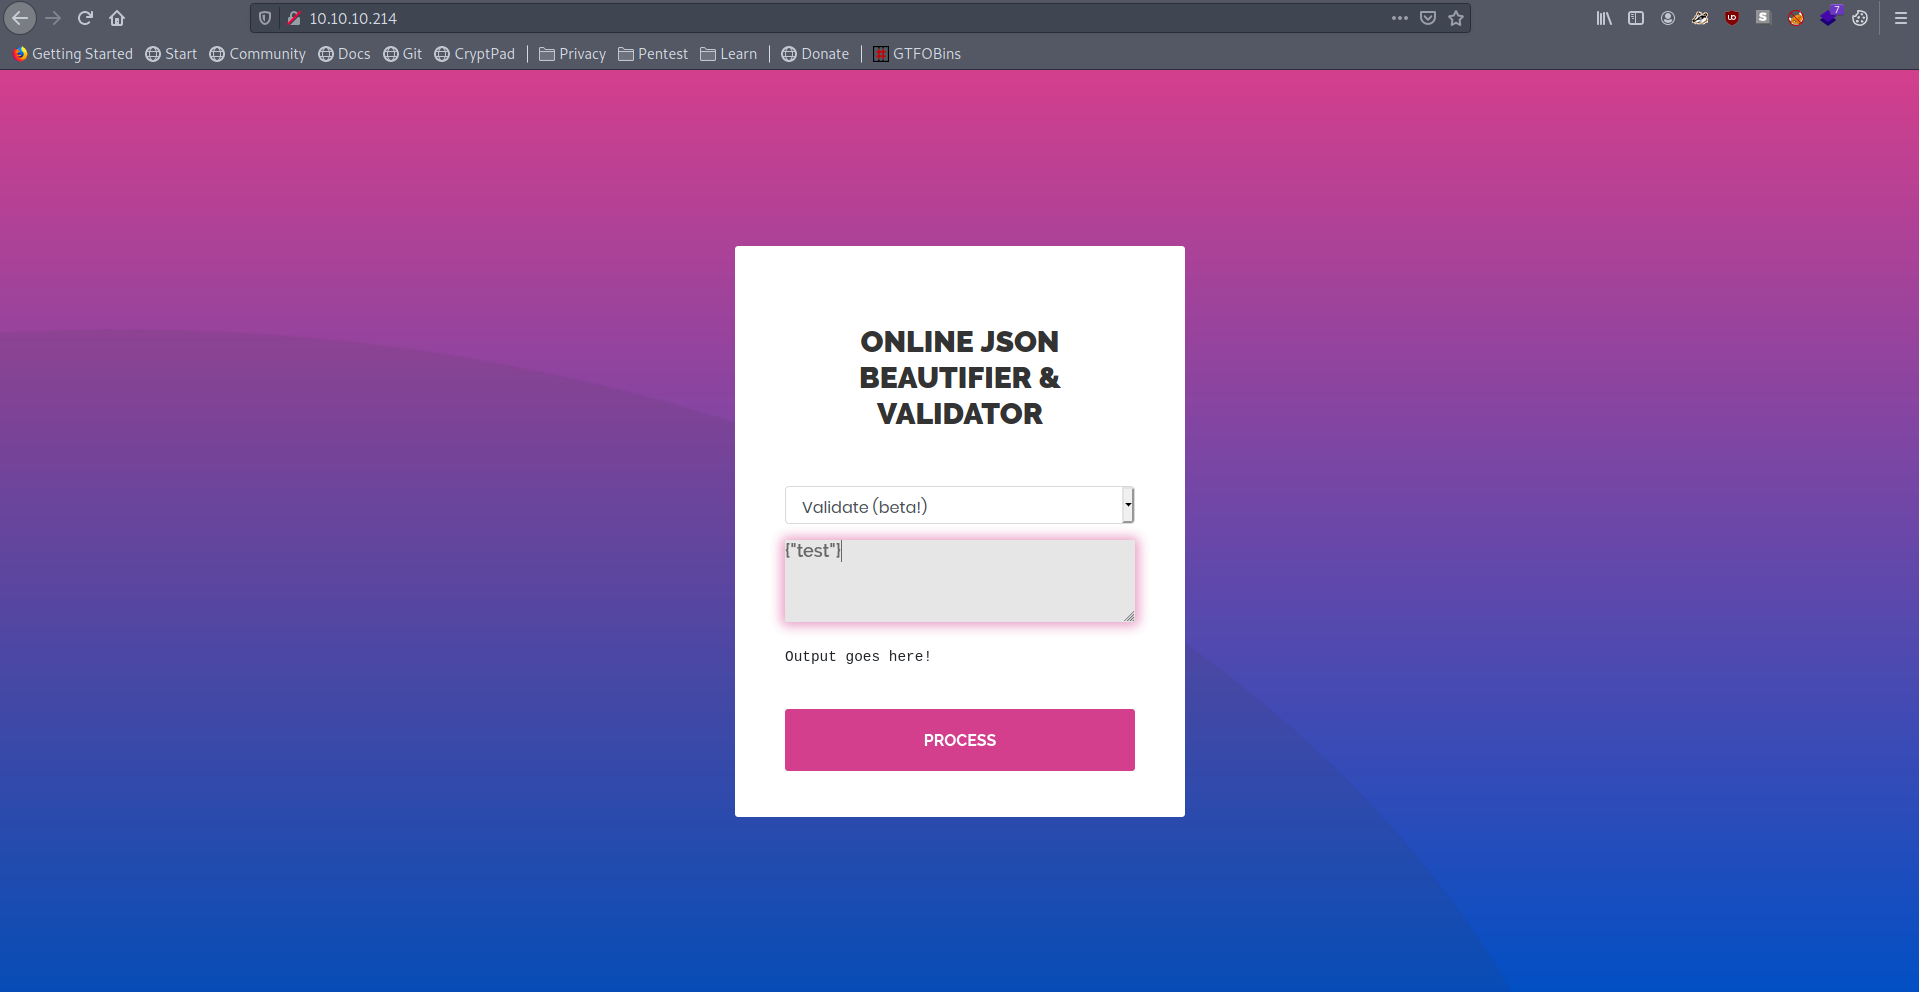 10.10.10.214
7
Getting Started Start Community Docs Git CryptPad Privacy Pentest Learn Donate GTFOBins
ONLINE JSON
BEAUTIFIER &
VALIDATOR
Validate (beta!)
{"test"}
Output goes here!
PROCESS